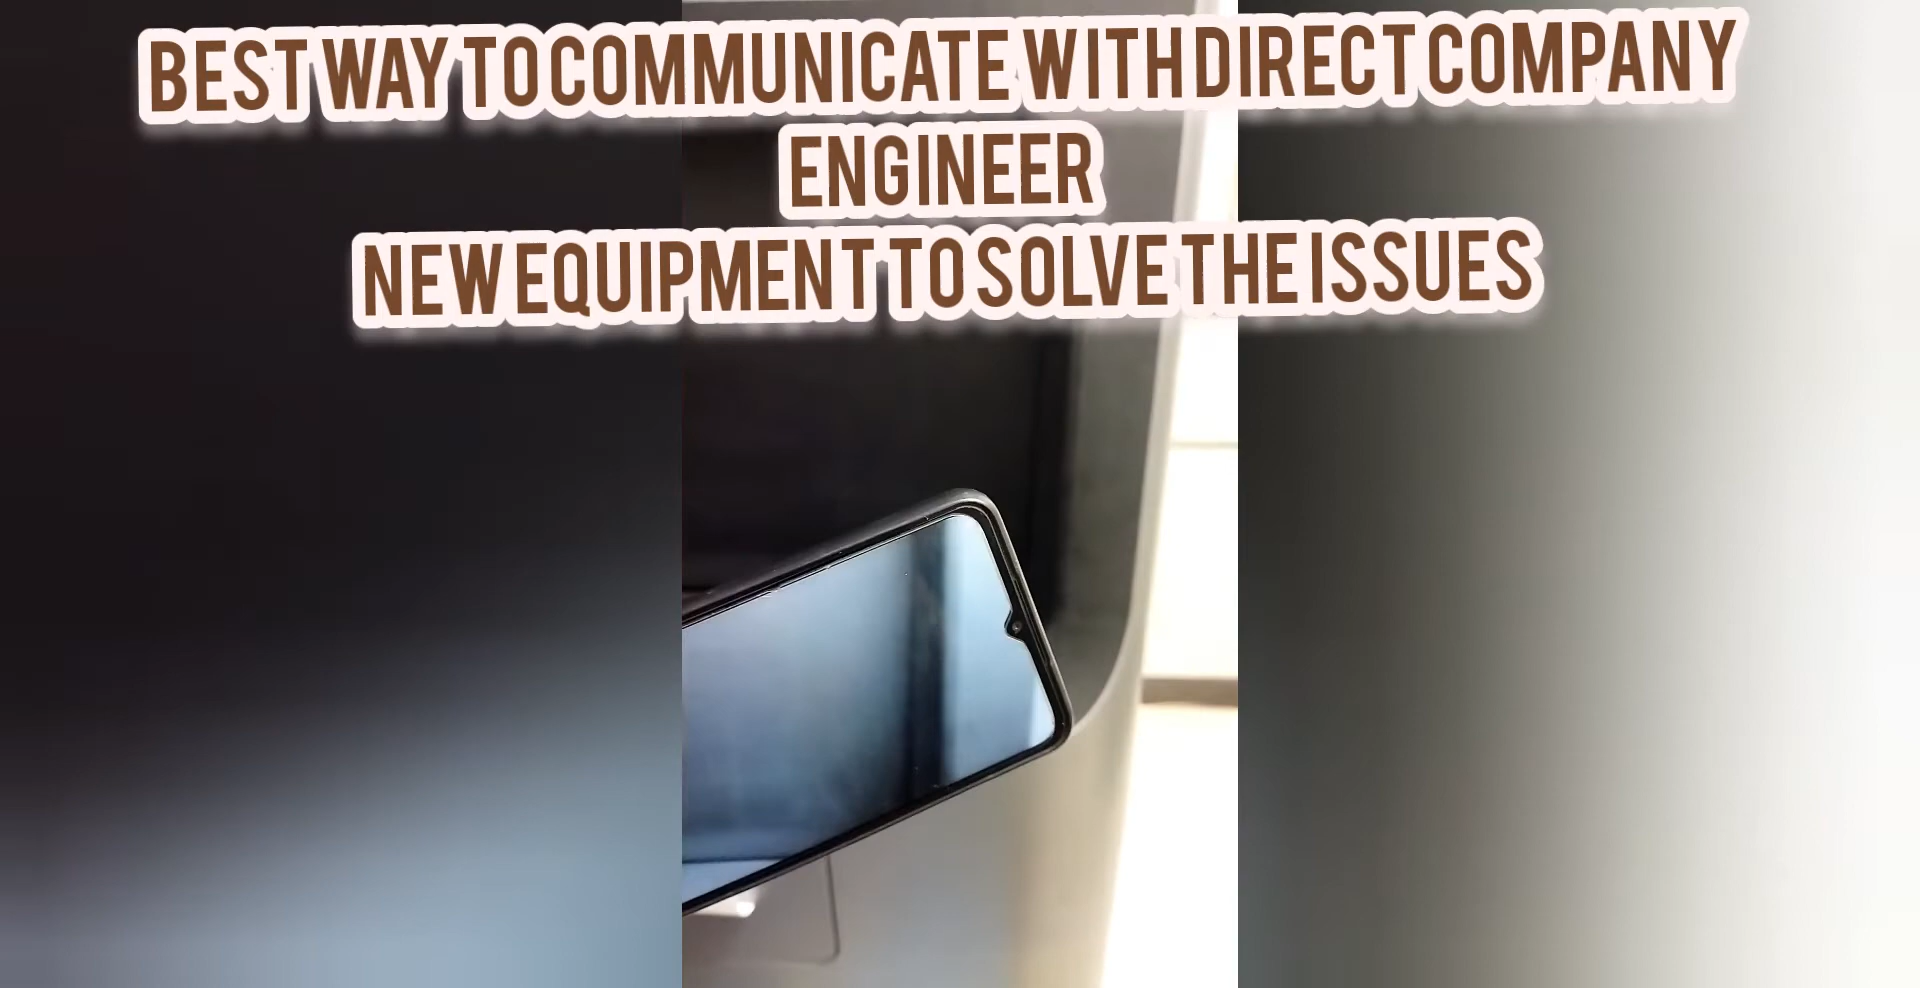 BEST WAY TO COMMUNICATE WITH DIRECT COMPANY
ENGINEER
NEW EQUIPMENT TO SOLVE THE ISSUES